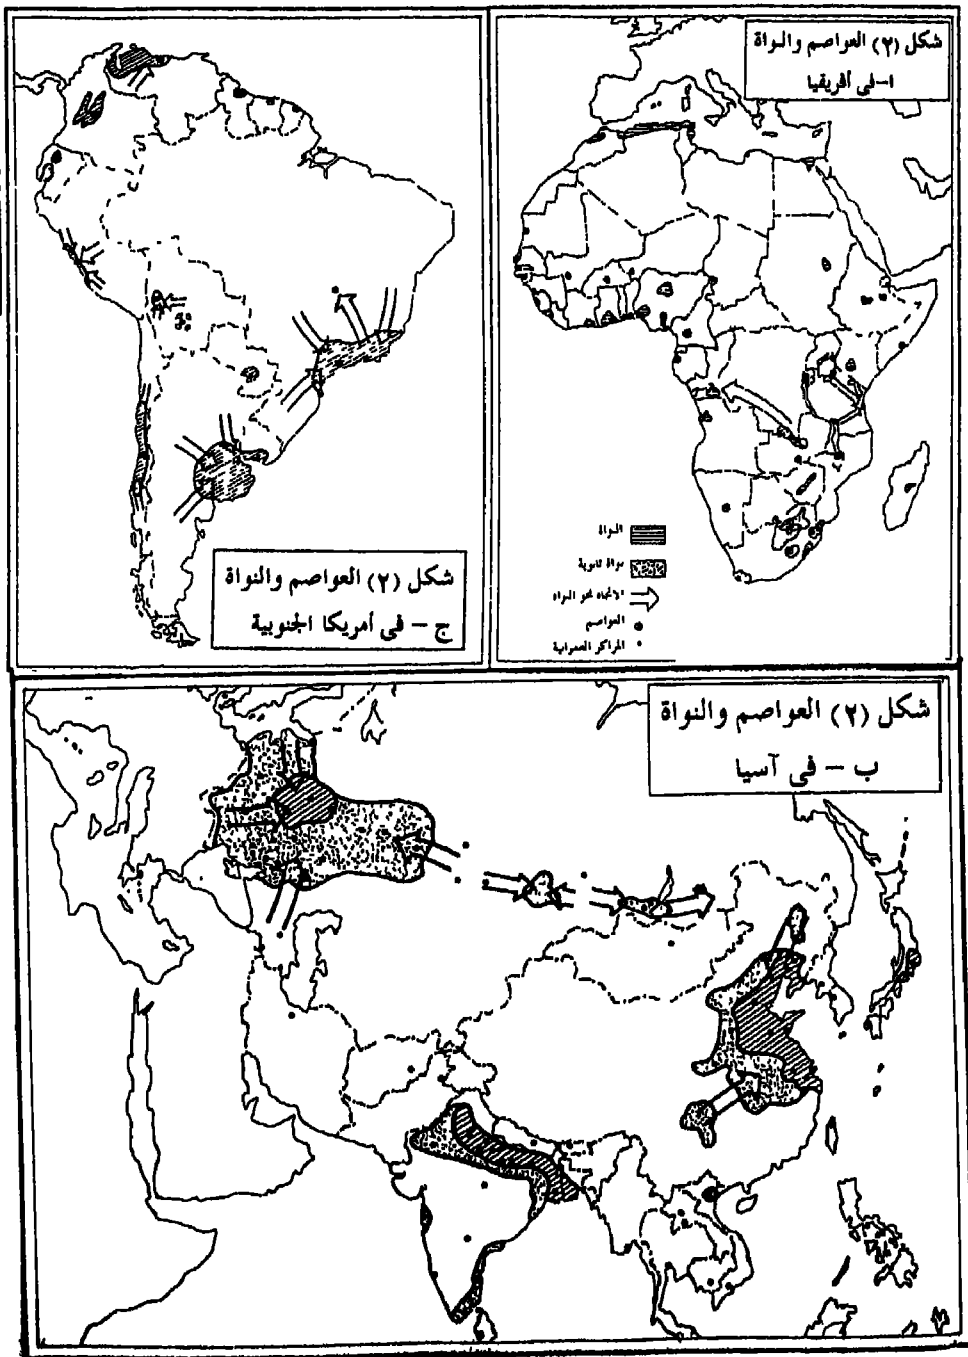 شكل (٢) العواصم والنواة
ا- فى أفريقيا
النواة
نواة ثانوية
الاتجاه نحو النواة
العواصم
المراكز العمرانية
شكل (٢) العواصم والنواة
ج - فى أمريكا الجنوبية
شكل (٢) العواصم والنواة
ب - فى آسيا